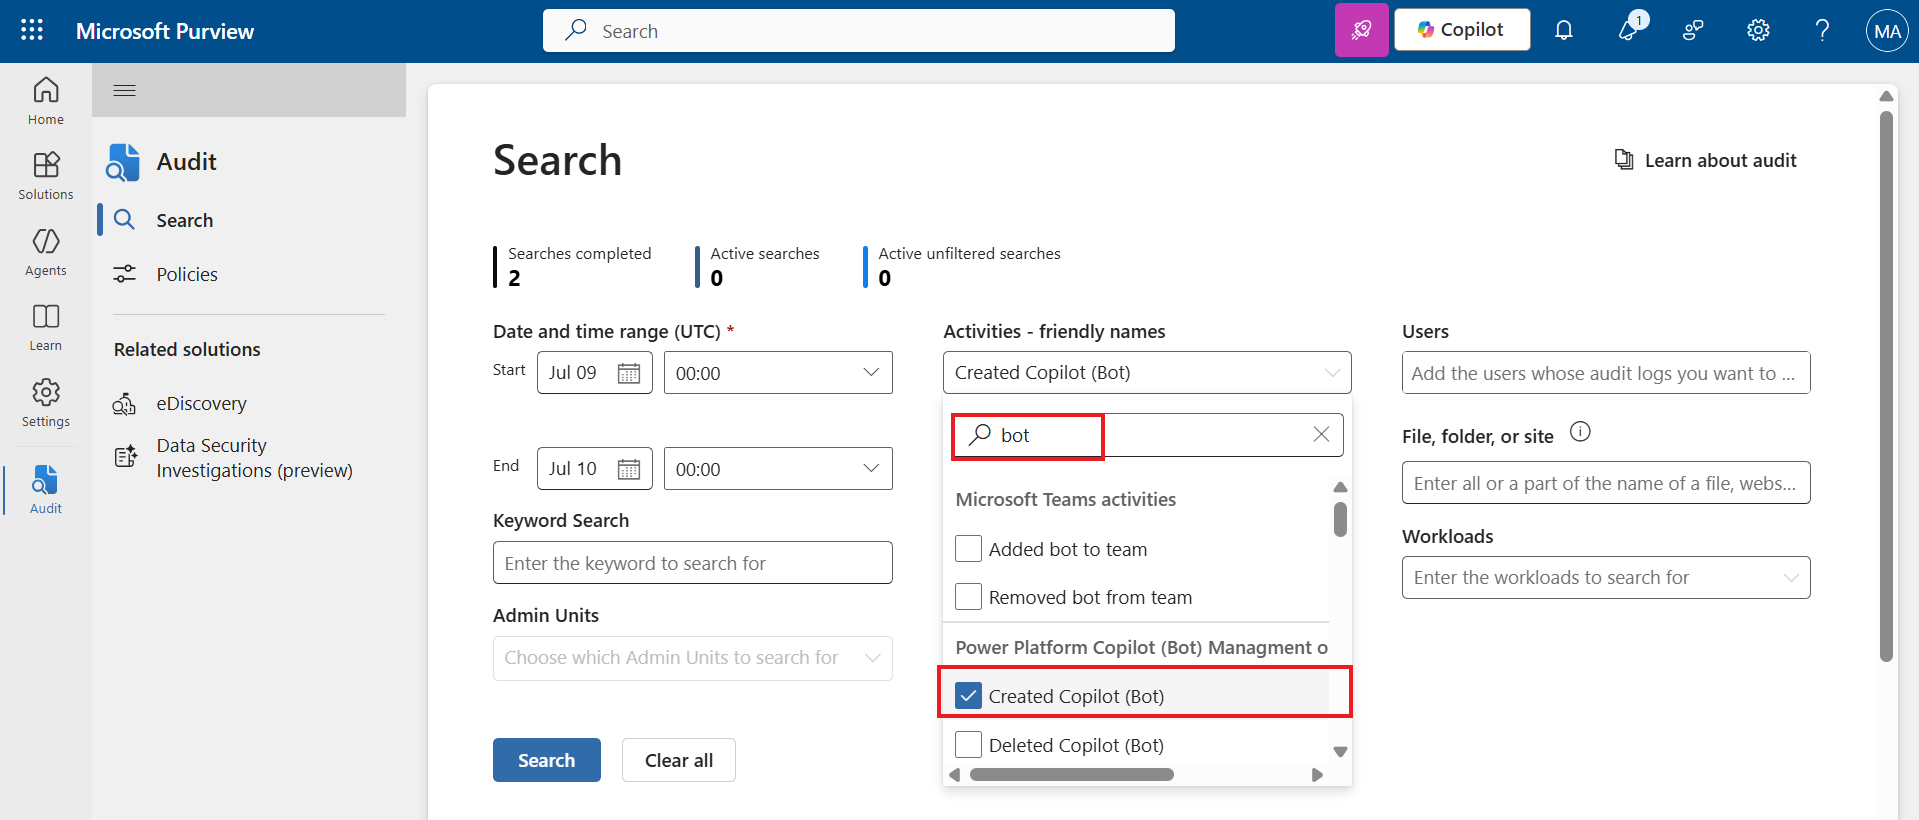 Microsoft Purview
Search
Copilot
1
MA
Home
Solutions
Agents
Learn
Settings
Audit
Audit
Search
Policies
Related solutions
eDiscovery
Data Security
Investigations (preview)
Search
Learn about audit
Searches completed
2
Active searches
0
Active unfiltered searches
0
Date and time range (UTC) *
Start
Jul 09
00:00
End
Jul 10
00:00
Keyword Search
Enter the keyword to search for
Admin Units
Choose which Admin Units to search for
Search
Clear all
Activities - friendly names
Created Copilot (Bot)
bot
Microsoft Teams activities
Added bot to team
Removed bot from team
Power Platform Copilot (Bot) Managment o
Created Copilot (Bot)
Deleted Copilot (Bot)
Users
Add the users whose audit logs you want to ...
File, folder, or site
Enter all or a part of the name of a file, webs...
Workloads
Enter the workloads to search for